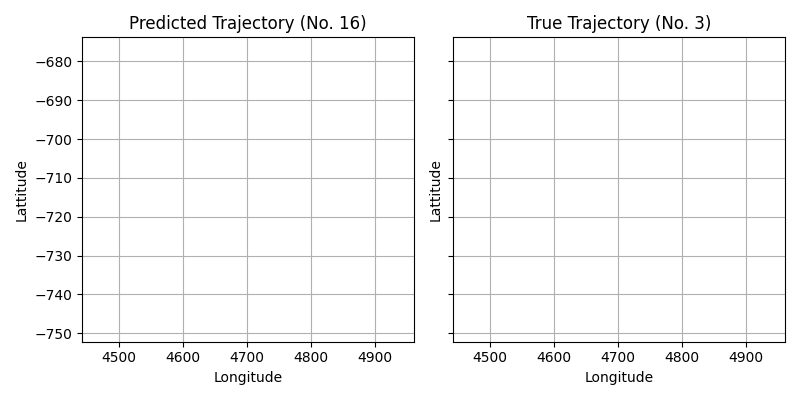 Predicted Trajectory (No. 16)
True Trajectory (No. 3)
−680
−690
−700
−710
−720
−730
−740
−750
Lattitude
Lattitude
4500 4600 4700 4800 4900
4500 4600 4700 4800 4900
Longitude
Longitude